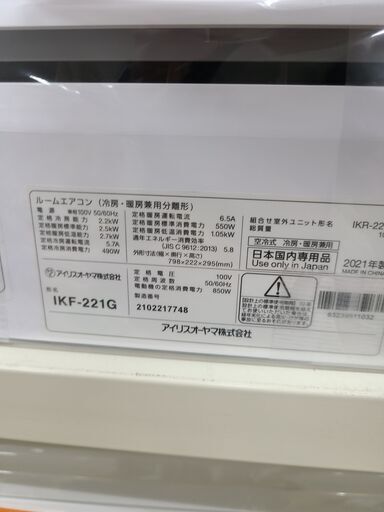 ルームエアコン（冷房・暖房兼用分離形）
電源 単相100V 50/60Hz
定格冷房能力 2.2kW
定格暖房標準能力 2.5kW
定格暖房低温能力 2.7kW
定格冷房運転電流 5.7A
定格冷房標準消費電力 490W
定格暖房運転電流 6.5A
定格暖房標準消費電力 550W
定格暖房低温消費電力 1.05kW
通年エネルギー消費効率
(JIS C 9612:2013) 5.8
外形寸法(幅×高さ×奥行)
798×222×295(mm)
組合せ室外ユニット形名
IKR-22
総質量
10
空冷式 冷房・暖房兼用
日本国内専用品
Use only in Japan
2021年製
MADE IN CHINA
アイリスオーヤマ株式会社
形名
IKF-221G
定格電圧 100V
定格周波数 50/60Hz
電動機の定格消費電力 850W
製造番号
2102217748
アイリスオーヤマ株式会社
63239911032